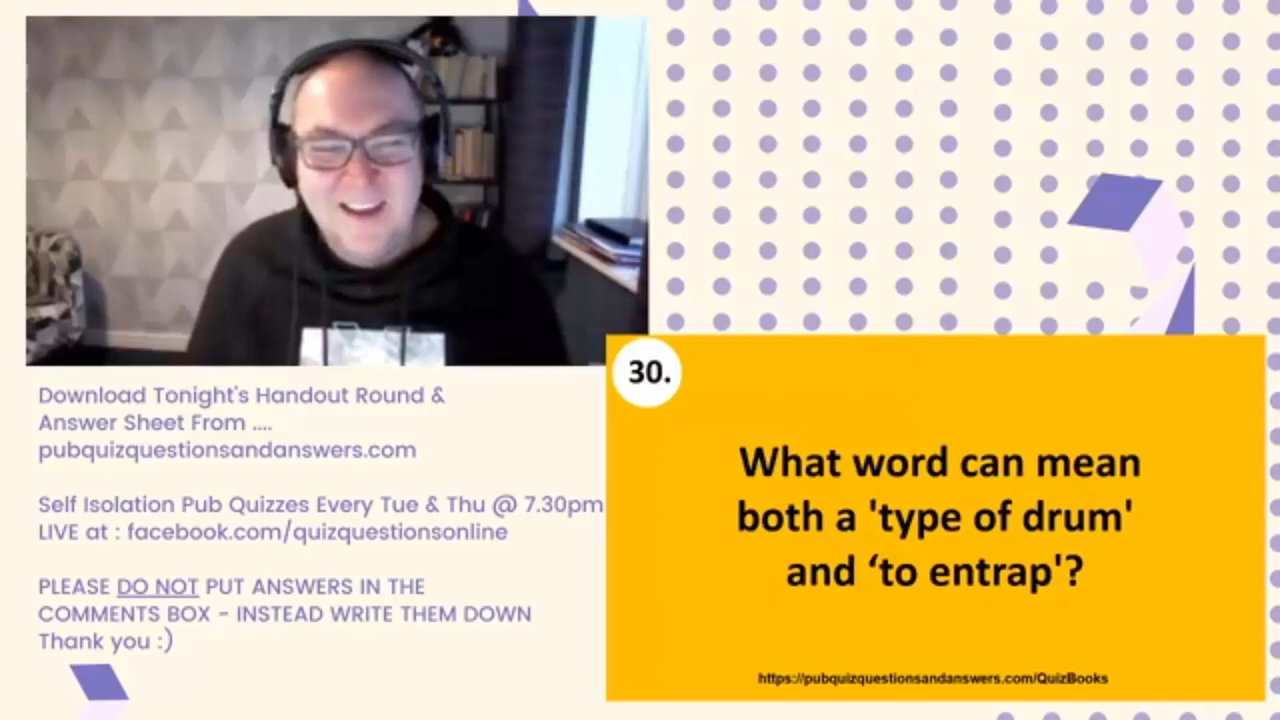 Download Tonight's Handout Round &
Answer Sheet From ....
pubquizquestionsandanswers.com
Self Isolation Pub Quizzes Every Tue & Thu @ 7.30pm
LIVE at : facebook.com/quizquestionsonline
PLEASE DO NOT PUT ANSWERS IN THE
COMMENTS BOX - INSTEAD WRITE THEM DOWN
Thank you :)
30.
What word can mean
both a 'type of drum'
and ‘to entrap'?
https://pubquizquestionsandanswers.com/QuizBooks